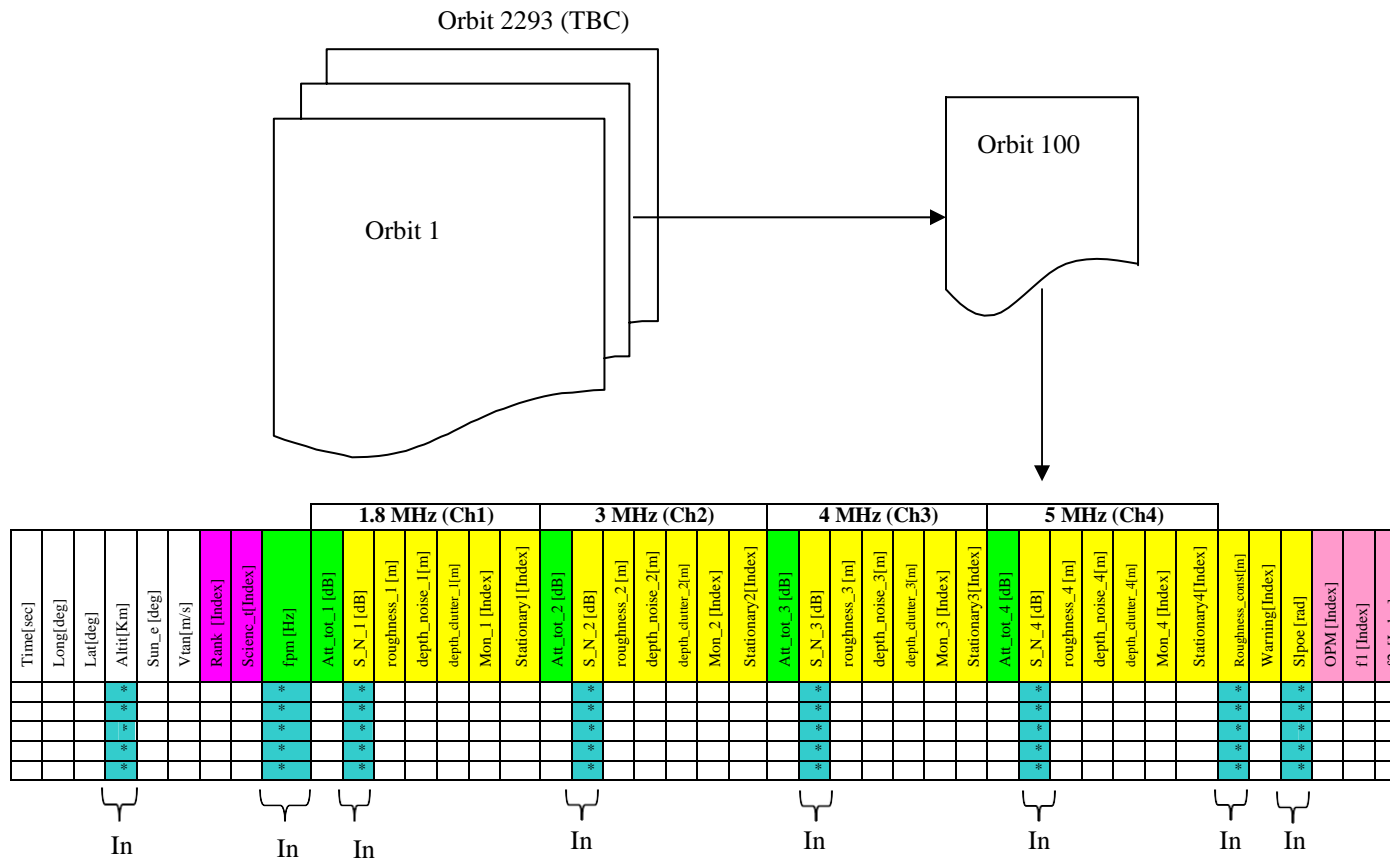 Orbit 2293 (TBC)
Orbit 100
Orbit 1
1.8 MHz (Ch1) 3 MHz (Ch2) 4 MHz (Ch3) 5 MHz (Ch4)
Time[sec]
Long[deg]
Lat[deg]
Altit[Km]
Sun_e [deg]
Vtan[m/s]
Rank [Index]
Scienc_t[Index]
fpm [Hz]
Att_tot_1 [dB]
S_N_1 [dB]
roughness_1 [m]
depth_noise_1[m]
depth_clutter_1[m]
Mon_1 [Index]
Stationary1[Index]
Att_tot_2 [dB]
S_N_2 [dB]
roughness_2 [m]
depth_noise_2[m]
depth_clutter_2[m]
Mon_2 [Index]
Stationary2[Index]
Att_tot_3 [dB]
S_N_3 [dB]
roughness_3 [m]
depth_noise_3[m]
depth_clutter_3[m]
Mon_3 [Index]
Stationary3[Index]
Att_tot_4 [dB]
S_N_4 [dB]
roughness_4 [m]
depth_noise_4[m]
depth_clutter_4[m]
Mon_4 [Index]
Stationary4[Index]
Roughness_const[m]
Warning[Index]
Slpoe [rad]
OPM [Index]
f1 [Index]
* * * * * * * *
* * * * * * * *
* * * * * * * *
* * * * * * * *
* * * * * * * *
In In In In In In In In